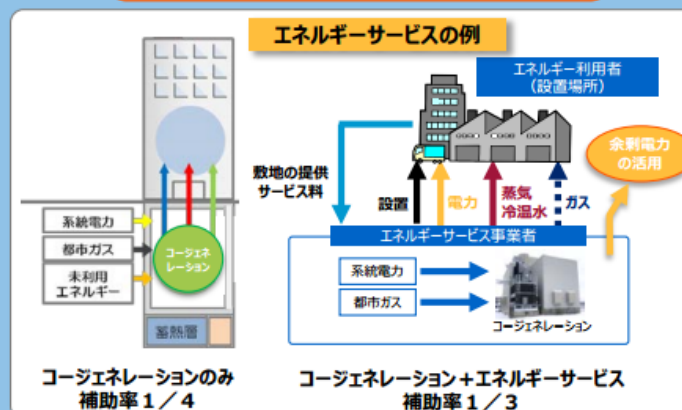 エネルギーサービスの例
系統電力
都市ガス
未利用
エネルギー
コージェネ
レーション
蓄熱層
コージェネレーションのみ
補助率1/4
エネルギー利用者
(設置場所)
敷地の提供
サービス料
設置
電力
蒸気
冷温水
ガス
余剰電力
の活用
エネルギーサービス事業者
系統電力
都市ガス
コージェネレーション
コージェネレーション+エネルギーサービス
補助率1/3